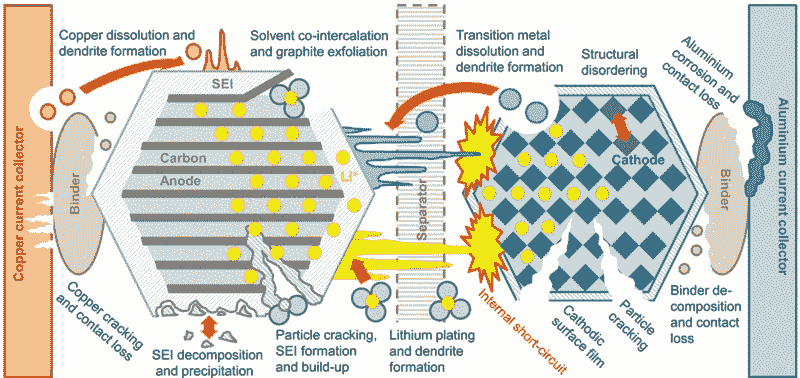 Copper dissolution and
dendrite formation
Solvent co-intercalation
and graphite exfoliation
Transition metal
dissolution and
dendrite formation
Structural
disordering
Aluminium
corrosion and
contact loss
Copper current collector
Binder
SEI
Carbon
Anode
Li+
Separator
Cathode
Binder
Aluminium current collector
Copper cracking
and contact loss
SEI decomposition
and precipitation
Particle cracking,
SEI formation
and build-up
Lithium plating
and dendrite
formation
Internal short-circuit
Cathodic
surface film
Particle
cracking
Binder de-
composition
and contact
loss